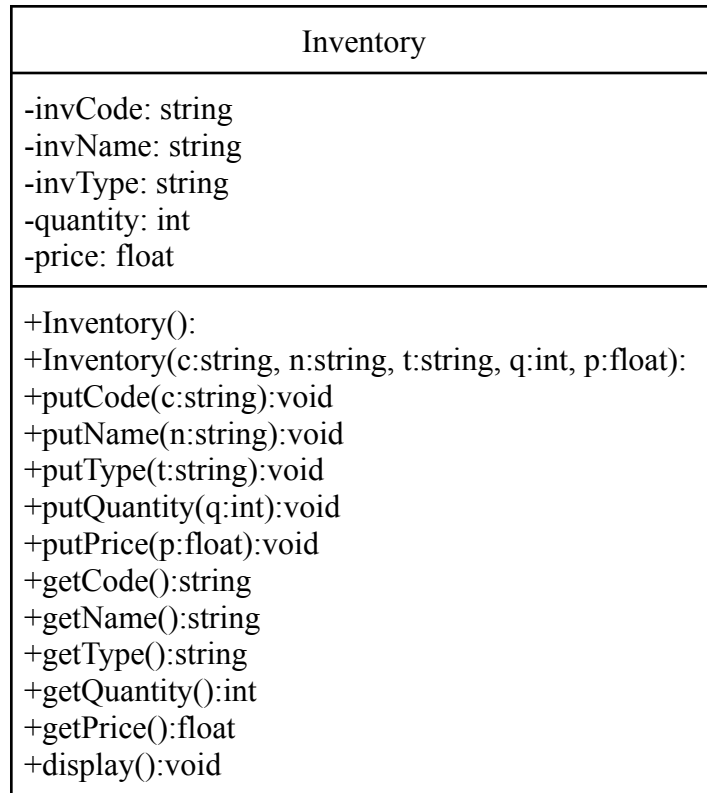 Inventory
-invCode: string
-invName: string
-invType: string
-quantity: int
-price: float
+Inventory():
+Inventory(c:string, n:string, t:string, q:int, p:float):
+putCode(c:string):void
+putName(n:string):void
+putType(t:string):void
+putQuantity(q:int):void
+putPrice(p:float):void
+getCode():string
+getName():string
+getType():string
+getQuantity():int
+getPrice():float
+display():void